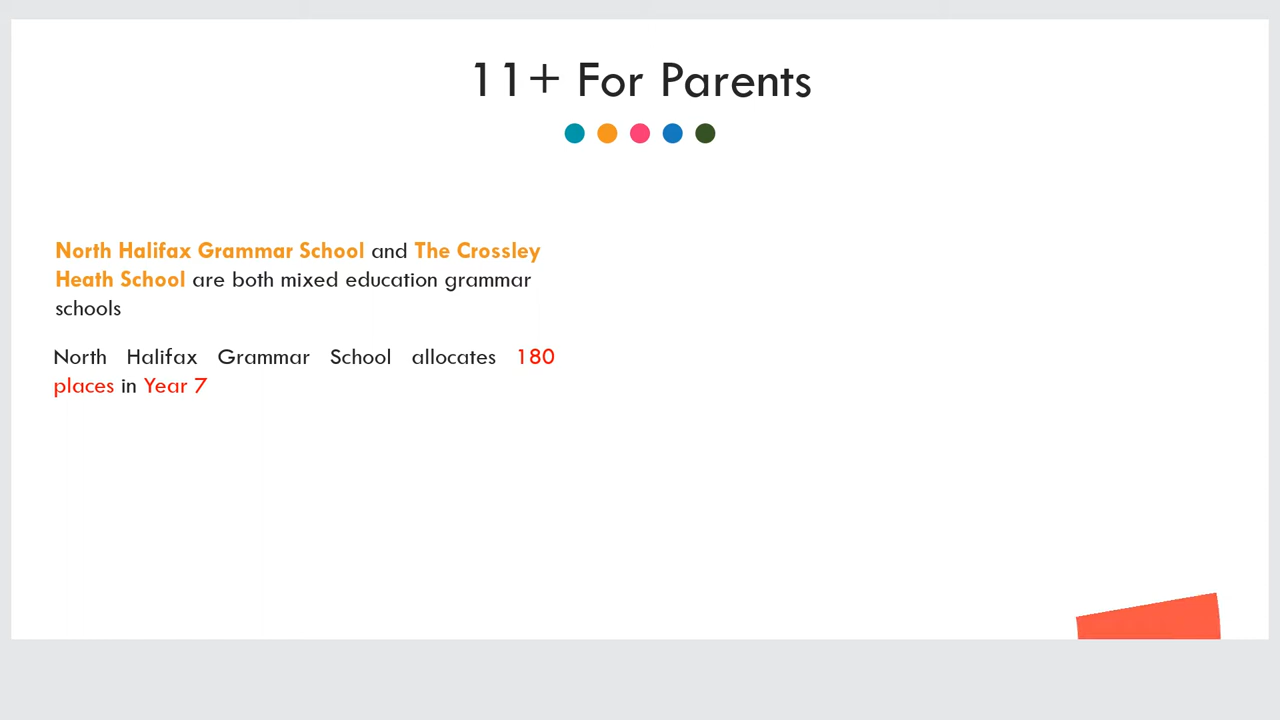 11+ For Parents
North Halifax Grammar School and The Crossley
Heath School are both mixed education grammar
schools
North Halifax Grammar School allocates 180
places in Year 7